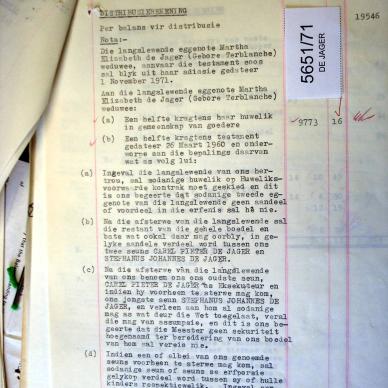 DISTRIBUSIEREKENING
19546
Per balans vir distribusie
Nota:-
Die langslewende eggenote Martha
Elizabeth de Jager (Gebore Terblanche)
weduwee, aanvaar die testament soos
sal blyk uit haar adiasie gedateer
1 November 1971.
5651/71
DE JAGER
Aan die langslewende eggenote Martha
Elizabeth de Jager (Gebore Terblanche)
weduwee:
(a) Een helfte kragtens haar huwelik
in gemeenskap van goedere
9773 16
(b) Een helfte kragtens testament
gedateer 26 Maart 1960 en onder-
worpe aan die bepalings daarvan
wat as volg lui:
(a) Ingeval die langslewende van ons her-
trou, sal sodanige huwelik op Huweliks-
voorwaarde kontrak moet geskied en dit
is ons begeerte dat sodanige tweede eg-
genote van die langslewende geen aandeel
of voordeel in die erfenis sal hê nie.
(b) Na die afsterwe van die langslewende sal
die restant van die gehele boedel en
bate wat ookal daar mag oorbly, in ge-
lyke aandele verdeel word tussen ons
twee seuns CAREL PIETER DE JAGER en
STEPHANUS JOHANNES DE JAGER.
(c) Na die afsterwe van die langslewende
van ons benoem ons ons oudste seun,
CAREL PIETER DE JAGER as Eksekuteur en
indien hy voorheen te sterwe mag kom,
ons jongste seun STEPHANUS JOHANNES DE
JAGER, en verleen aan hom al sodanige
mag as wat deur die Wet toegelaat, veral
die mag van assumpsie, en dit is ons be-
geerte dat die Meester geen sekuriteit
hoegenaamd ter beredering van ons boedel
van hom sal vereis nie.
(d) Indien een of albei van ons genoemde
seuns voorheen te sterwe mag kom, sal
sodanige seun of seuns se erfporsie
gelykop verdeel word tussen sy of hulle
kinders respektiewelik.